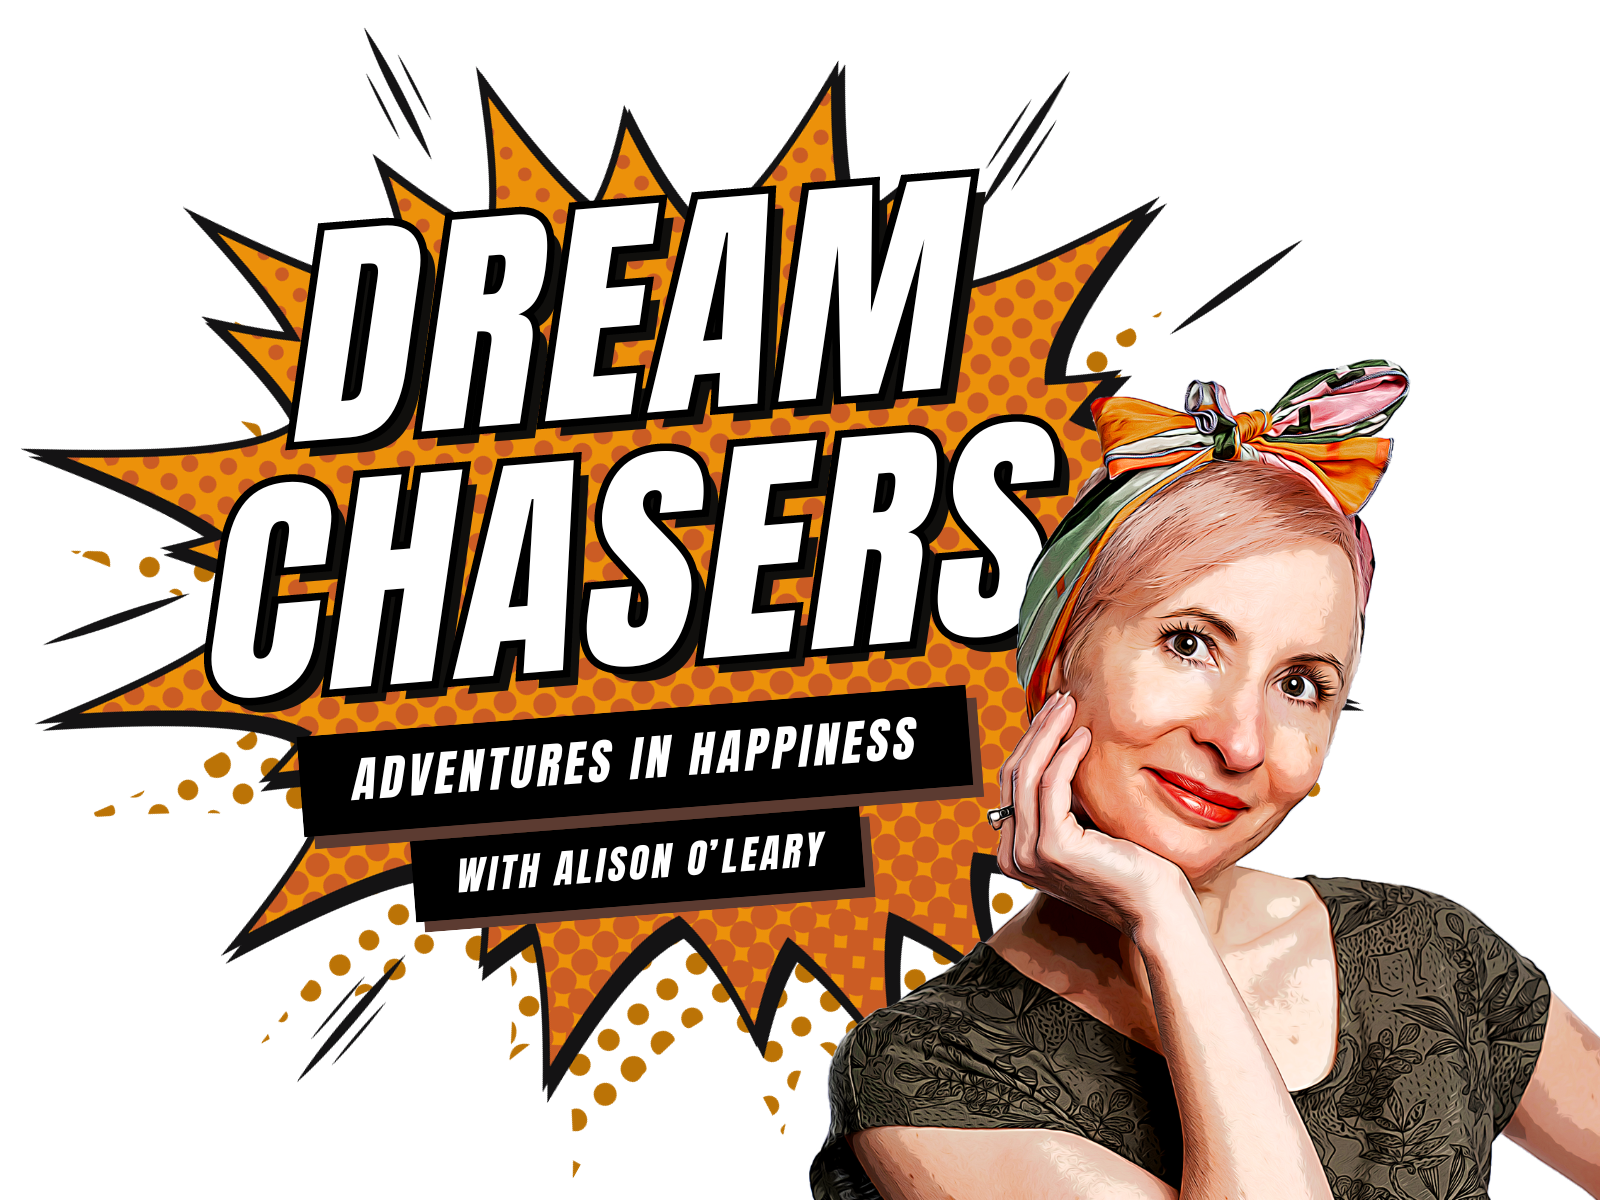 DREAM
CHASERS
ADVENTURES IN HAPPINESS
WITH ALISON O’LEARY